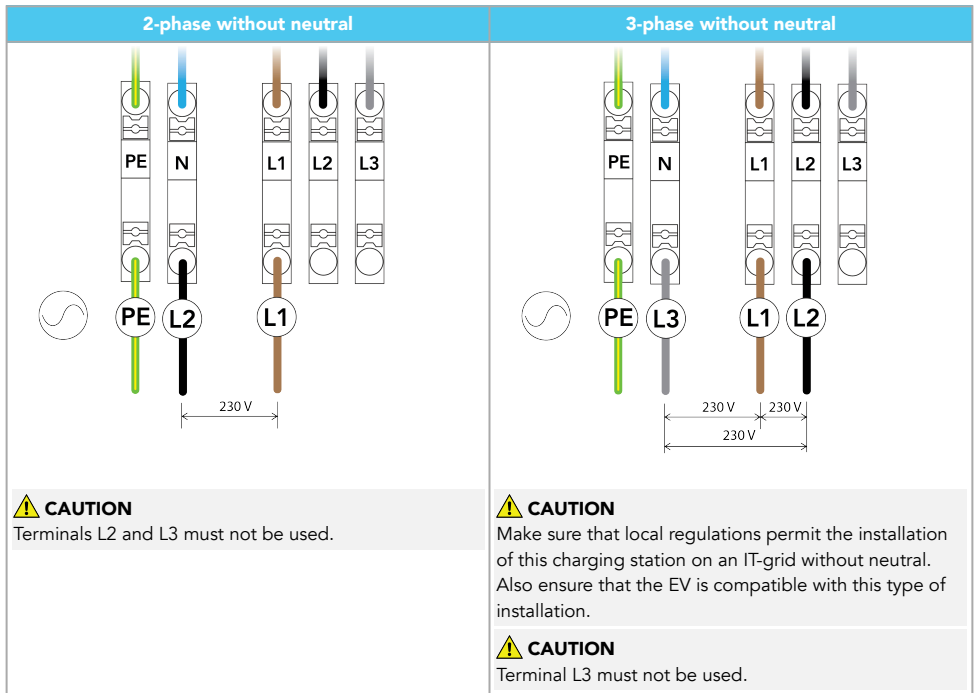 2-phase without neutral
PE N L1 L2 L3
PE L2 L1
230 V
CAUTION
Terminals L2 and L3 must not be used.
3-phase without neutral
PE N L1 L2 L3
PE L3 L1 L2
230 V 230 V
230 V
CAUTION
Make sure that local regulations permit the installation
of this charging station on an IT-grid without neutral.
Also ensure that the EV is compatible with this type of
installation.
CAUTION
Terminal L3 must not be used.